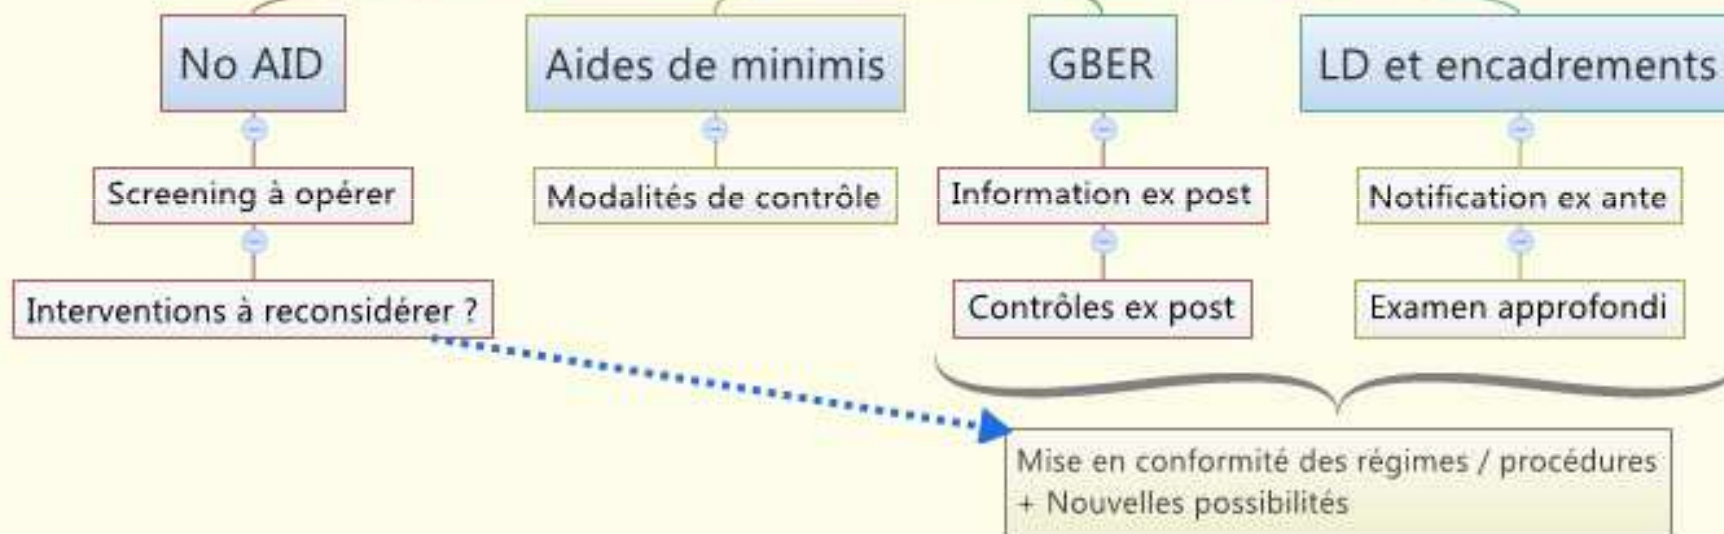 No AID
Aides de minimis
GBER
LD et encadrements
Screening à opérer
Modalités de contrôle
Information ex post
Notification ex ante
Interventions à reconsidérer ?
Contrôles ex post
Examen approfondi
Mise en conformité des régimes / procédures
+ Nouvelles possibilités